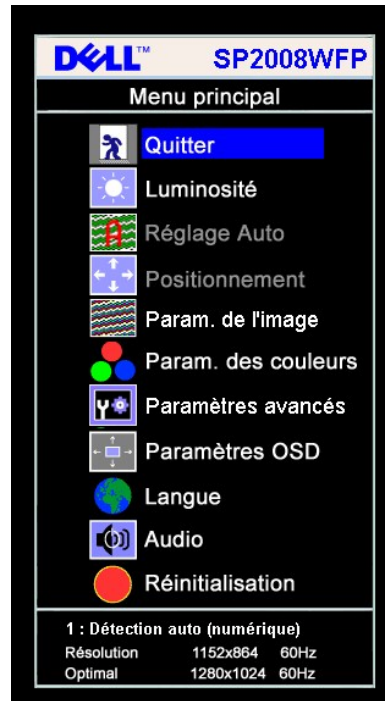 DELL™ SP2008WFP
Menu principal
Quitter
Luminosité
Réglage Auto
Positionnement
Param. de l'image
Param. des couleurs
Paramètres avancés
Paramètres OSD
Langue
Audio
Réinitialisation
1 : Détection auto (numérique)
Résolution 1152x864 60Hz
Optimal 1280x1024 60Hz